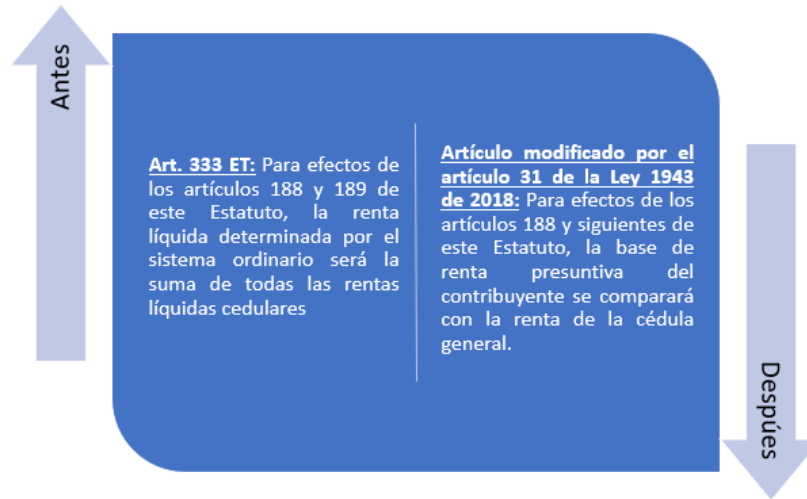 Antes
Art. 333 ET: Para efectos de
los artículos 188 y 189 de
este Estatuto, la renta
líquida determinada por el
sistema ordinario será la
suma de todas las rentas
líquidas cedulares
Artículo modificado por el
artículo 31 de la Ley 1943
de 2018: Para efectos de los
artículos 188 y siguientes de
este Estatuto, la base de
renta presuntiva del
contribuyente se comparará
con la renta de la cédula
general.
Despúes